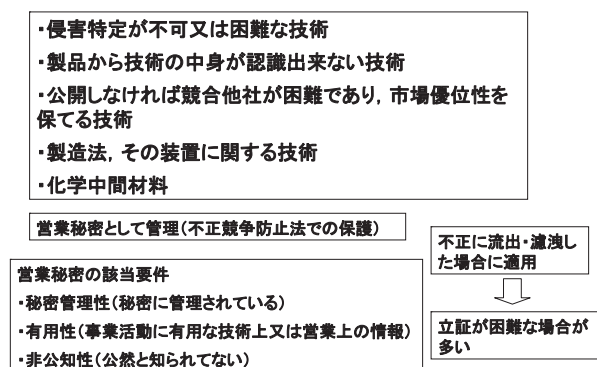 ・侵害特定が不可又は困難な技術
・製品から技術の中身が認識出来ない技術
・公開しなければ競合他社が困難であり，市場優位性を
保てる技術
・製造法，その装置に関する技術
・化学中間材料
営業秘密として管理（不正競争防止法での保護）
不正に流出・濾洩し
た場合に適用
営業秘密の該当要件
・秘密管理性（秘密に管理されている）
・有用性（事業活動に有用な技術上又は営業上の情報）
・非公知性（公然と知られてない）
立証が困難な場合が
多い